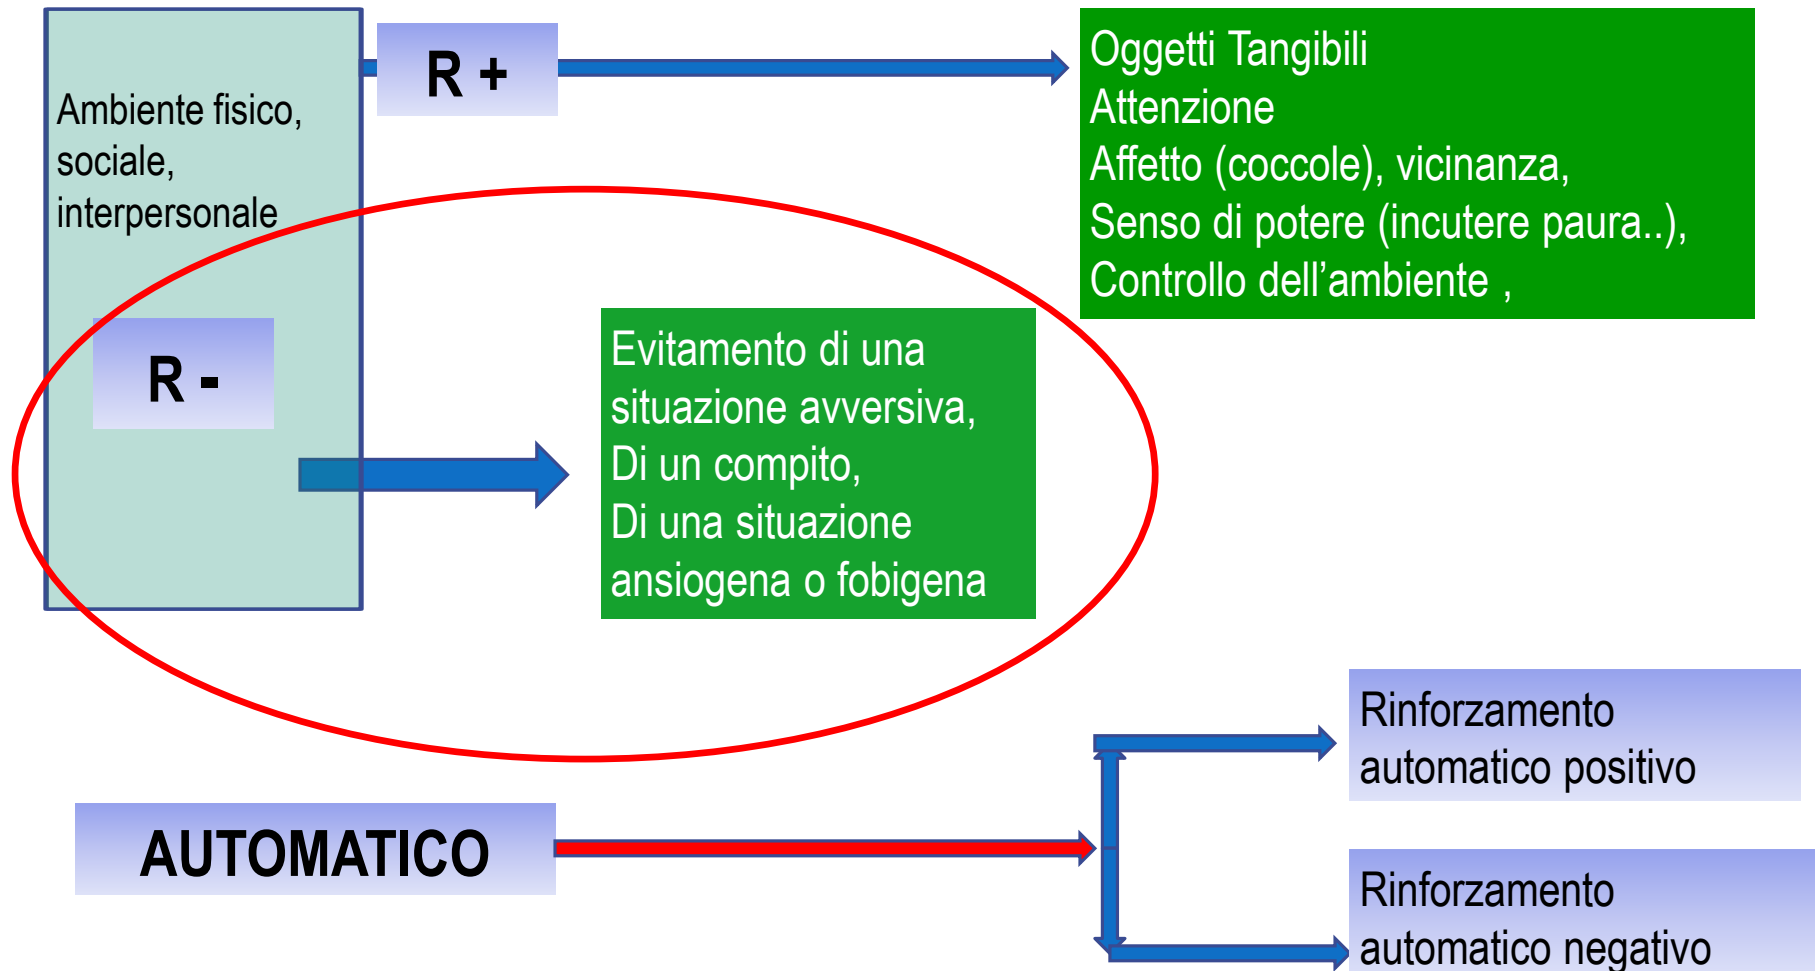 R +
Oggetti Tangibili
Attenzione
Affetto (coccole), vicinanza,
Senso di potere (incutere paura..),
Controllo dell’ambiente ,
Ambiente fisico,
sociale,
interpersonale
R -
Evitamento di una
situazione avversiva,
Di un compito,
Di una situazione
ansiogena o fobigena
AUTOMATICO
Rinforzamento
automatico positivo
Rinforzamento
automatico negativo